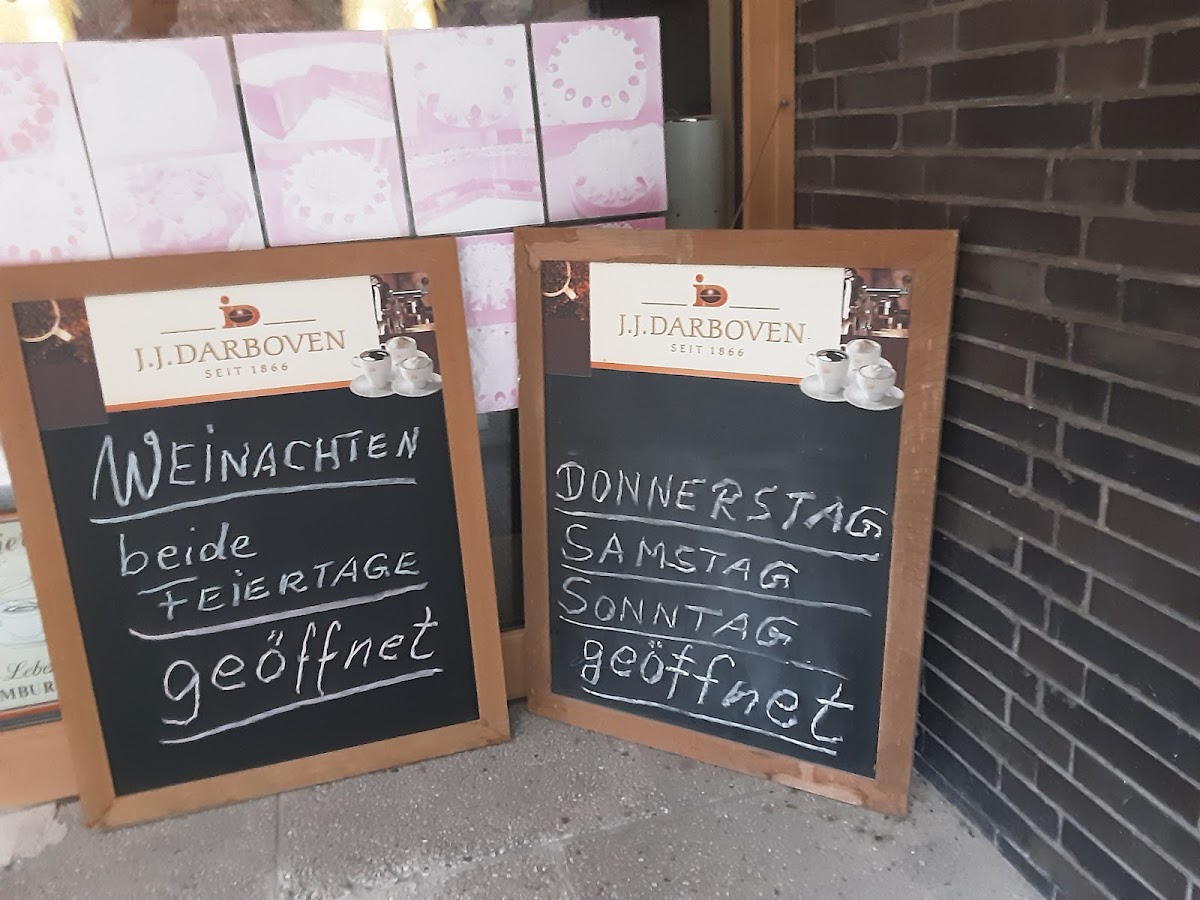 J.J.DARBOVEN
SEIT 1866
WEINACHTEN
beide
FEIERTAGE
geöffnet
J.J.DARBOVEN
SEIT 1866
DONNERSTAG
SAMSTAG
SONNTAG
geöffnet